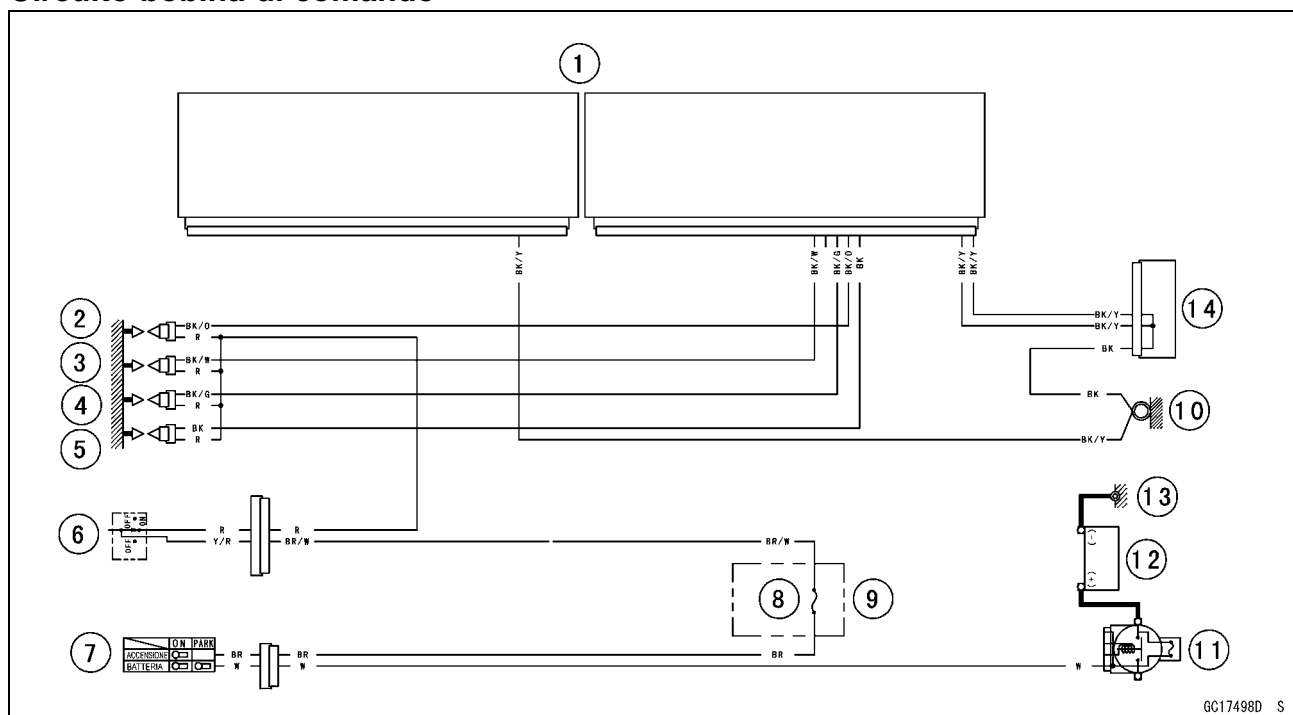 Circuito bobina di comando
1
BK/Y
BK/W
BK/G
BK/O
BK
BK/Y
BK/Y
2
BK/O
R
3
BK/W
R
4
BK/G
R
5
BK
R
BK/Y
BK/Y
BK
14
BK
10
BK/Y
6
OFF
ON
OFF
R
R
Y/R
BR/W
BR/W
13
(-)
12
(+)
8
9
7
ON PARK
ACCENSIONE
BATTERIA
BR
BR
BR
W
W
W
11
GC17498D S